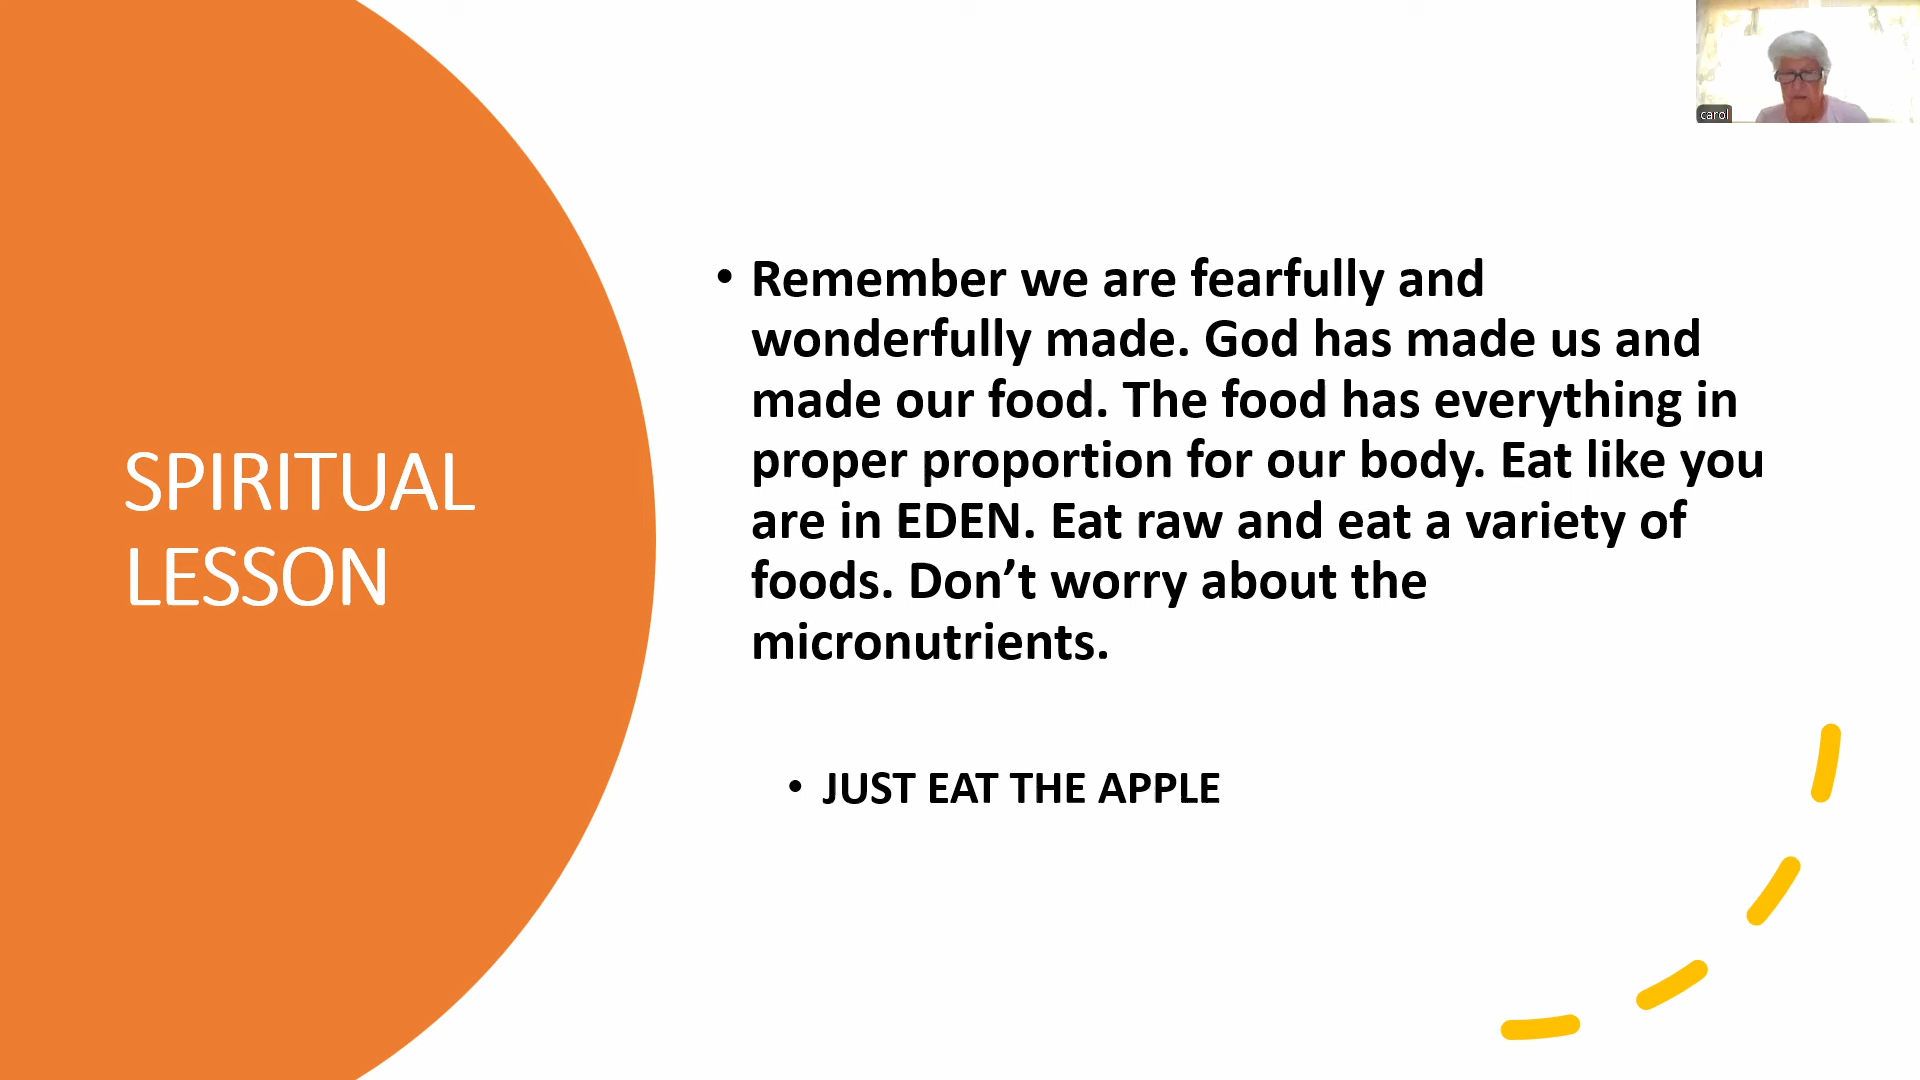 SPIRITUAL
LESSON
• Remember we are fearfully and
wonderfully made. God has made us and
made our food. The food has everything in
proper proportion for our body. Eat like you
are in EDEN. Eat raw and eat a variety of
foods. Don’t worry about the
micronutrients.
• JUST EAT THE APPLE
carol